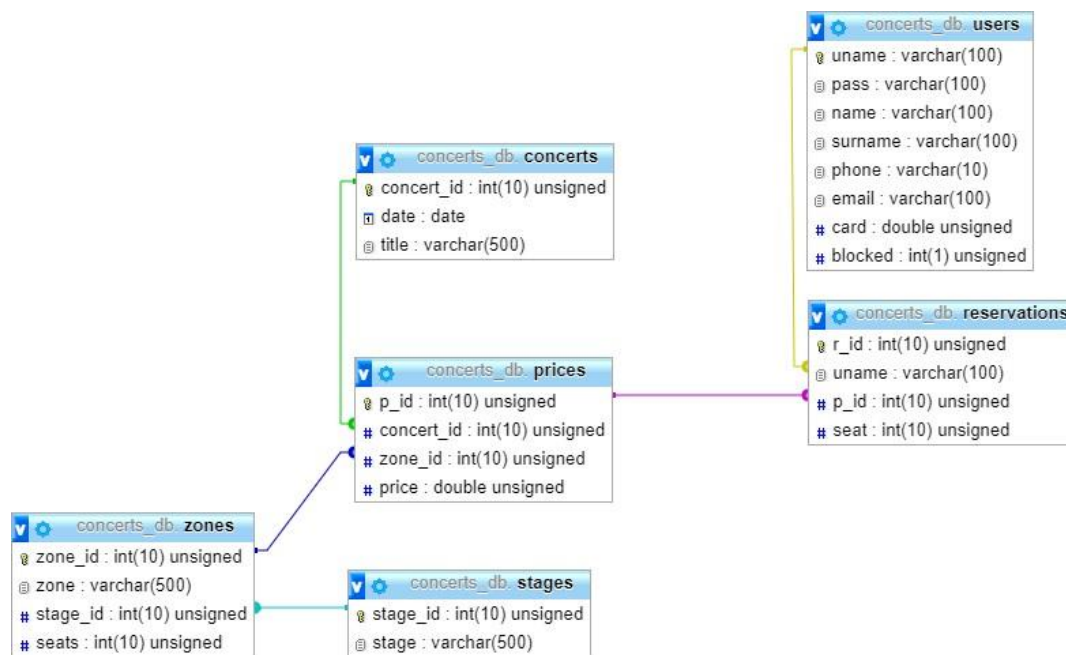 concerts_db. users
uname : varchar(100)
pass : varchar(100)
name : varchar(100)
surname : varchar(100)
phone : varchar(10)
email : varchar(100)
# card : double unsigned
# blocked : int(1) unsigned
concerts_db. concerts
concert_id : int(10) unsigned
date : date
title : varchar(500)
concerts_db. reservations
r_id : int(10) unsigned
uname : varchar(100)
# p_id : int(10) unsigned
# seat : int(10) unsigned
concerts_db. prices
p_id : int(10) unsigned
# concert_id : int(10) unsigned
# zone_id : int(10) unsigned
# price : double unsigned
concerts_db. zones
zone_id : int(10) unsigned
zone : varchar(500)
# stage_id : int(10) unsigned
# seats : int(10) unsigned
concerts_db. stages
stage_id : int(10) unsigned
stage : varchar(500)